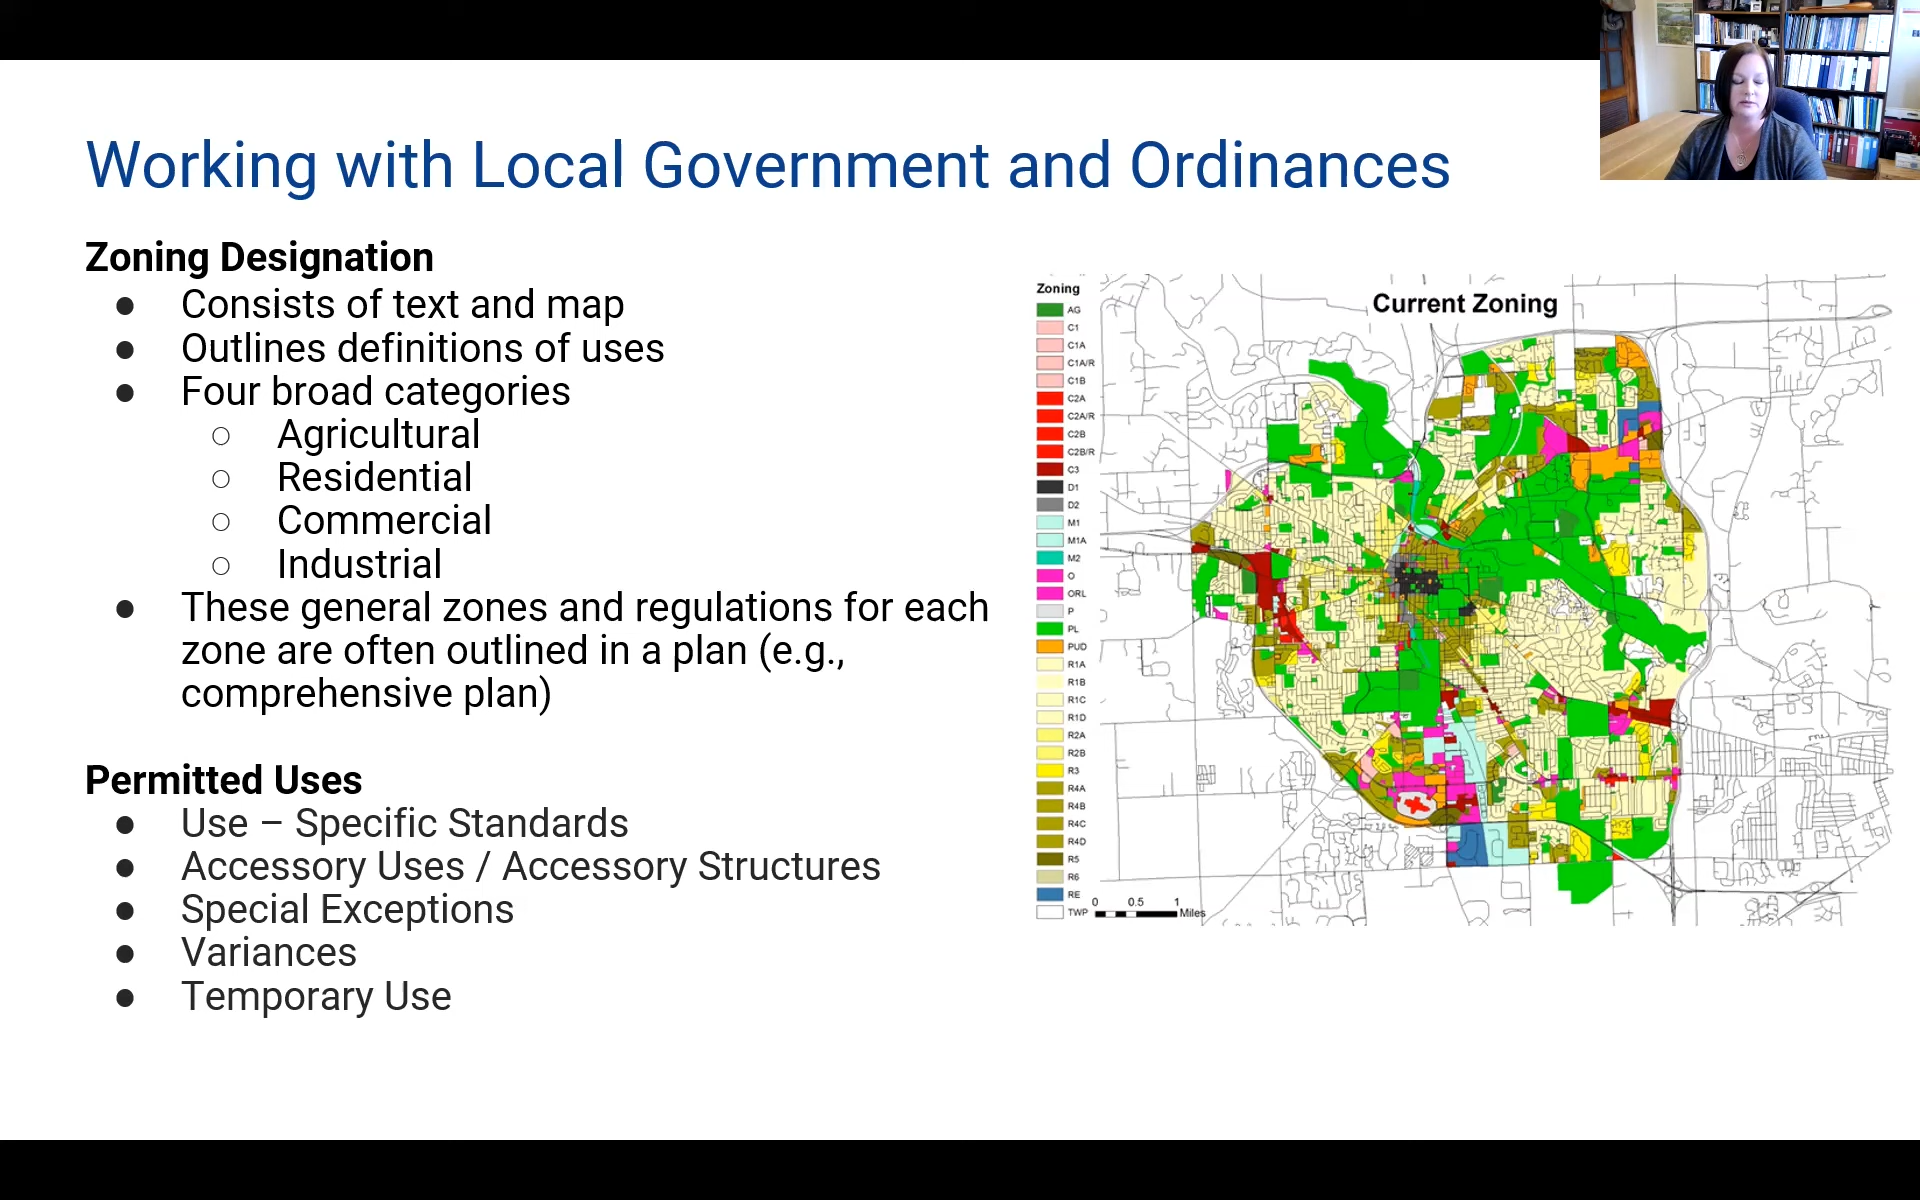 Working with Local Government and Ordinances
Zoning Designation
● Consists of text and map
● Outlines definitions of uses
● Four broad categories
○ Agricultural
○ Residential
○ Commercial
○ Industrial
● These general zones and regulations for each
zone are often outlined in a plan (e.g.,
comprehensive plan)
Permitted Uses
● Use – Specific Standards
● Accessory Uses / Accessory Structures
● Special Exceptions
● Variances
● Temporary Use
Current Zoning
Zoning
AG
C1
C1A
C1A/R
C1B
C2A
C2A/R
C2B
C2B/R
C3
D1
D2
M1
M1A
M2
O
ORL
P
PL
PUD
R1A
R1B
R1C
R1D
R2A
R2B
R3
R4A
R4B
R4C
R4D
R5
R6
RE
TWP
0 0.5 1
Miles